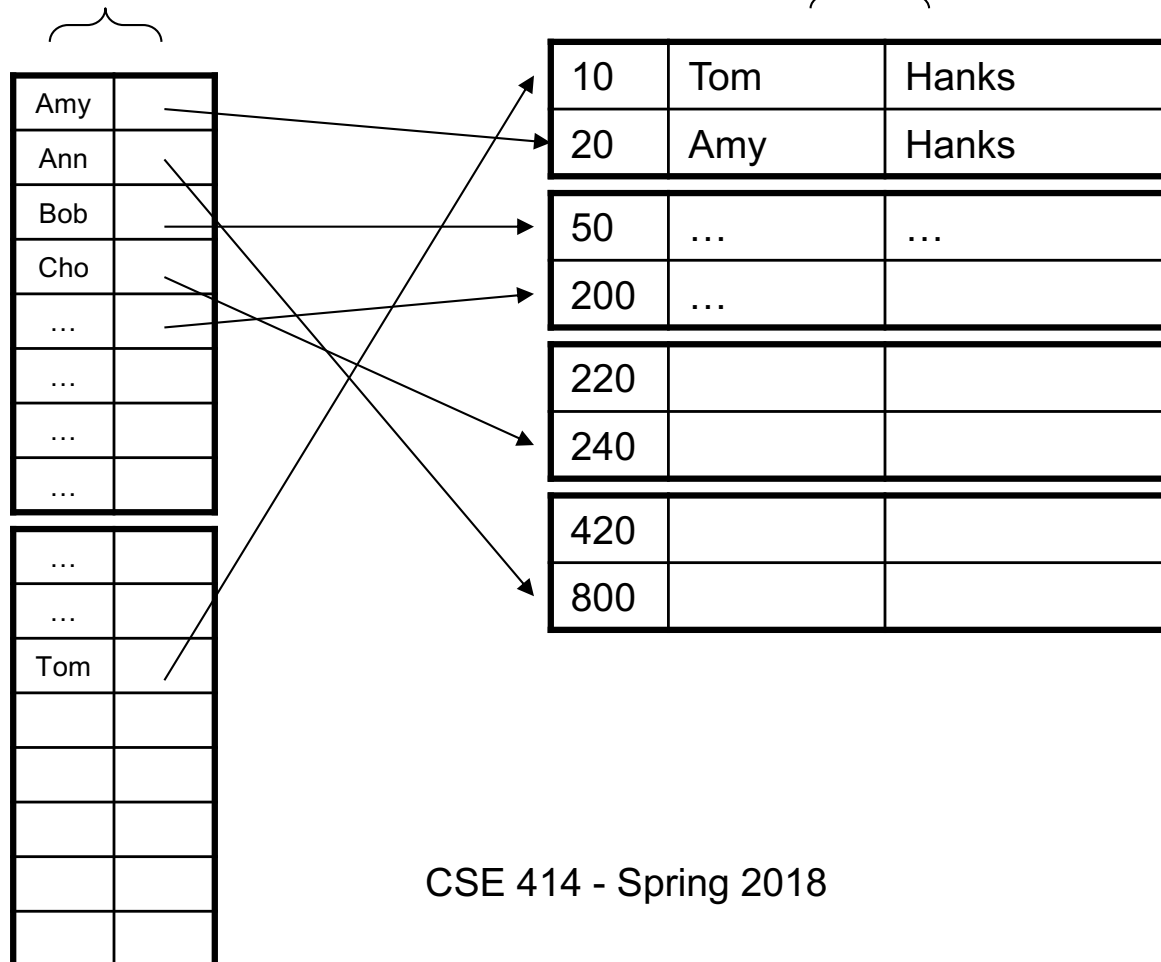 Amy
Ann
Bob
Cho
…
…
…
…
…
…
Tom
10 Tom Hanks
20 Amy Hanks
50 … …
200 …
220
240
420
800
CSE 414 - Spring 2018